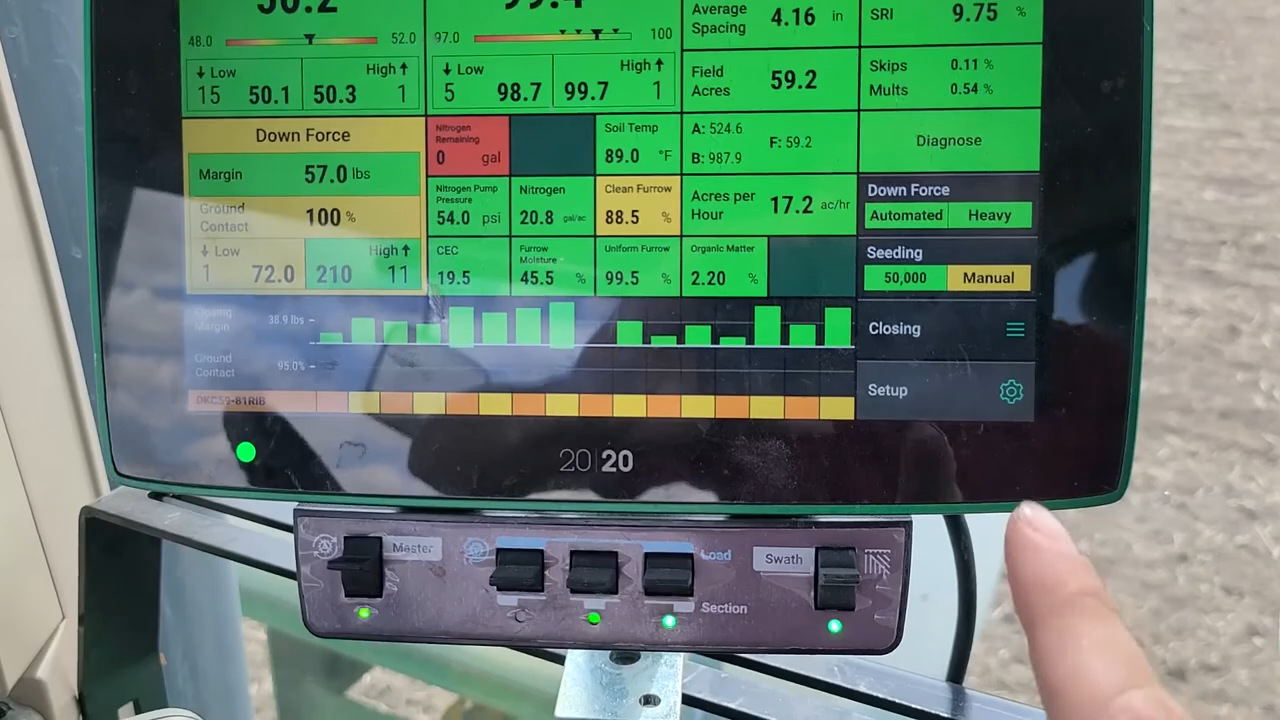 50.2
99.4
48.0 52.0
97.0 100
Low High
15 50.1 50.3 1
Low High
5 98.7 99.7 1
Average Spacing 4.16 in
SRI 9.75 %
Field Acres 59.2
Skips 0.11 %
Mults 0.54 %
Down Force
Margin 57.0 lbs
Ground Contact 100 %
Low High
1 72.0 210 11
Nitrogen Remaining
0 gal
Soil Temp
89.0 °F
A: 524.6
B: 987.9
F: 59.2
Diagnose
Nitrogen Pump Pressure
54.0 psi
Nitrogen
20.8 gal/ac
Clean Furrow
88.5 %
Acres per Hour 17.2 ac/hr
Down Force
Automated Heavy
CEC
19.5
Furrow Moisture
45.5 %
Uniform Furrow
99.5 %
Organic Matter
2.20 %
Seeding
50,000 Manual
Closing Margin 38.9 lbs
Closing
Ground Contact 95.0%
Setup
DKC59-81RIB
20|20
Master
Load
Swath
Section